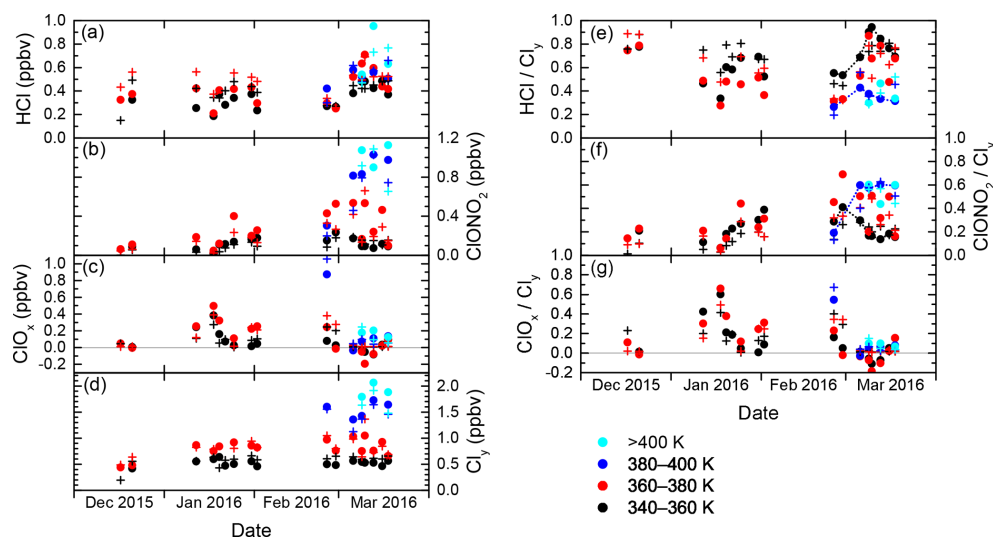 (a)
HCl (ppbv)
1.0
0.8
0.6
0.4
0.2
0.0
(b)
ClONO2 (ppbv)
1.2
0.8
0.4
0.0
(c)
ClOx (ppbv)
1.0
0.8
0.6
0.4
0.2
0.0
-0.2
(d)
Cly (ppbv)
2.0
1.5
1.0
0.5
0.0
Dec 2015 Jan 2016 Feb 2016 Mar 2016
Date
(e)
HCl / Cly
1.0
0.8
0.6
0.4
0.2
0.0
(f)
ClONO2 / Cly
1.0
0.8
0.6
0.4
0.2
0.0
(g)
ClOx / Cly
1.0
0.8
0.6
0.4
0.2
0.0
-0.2
Dec 2015 Jan 2016 Feb 2016 Mar 2016
Date
>400 K
380–400 K
360–380 K
340–360 K